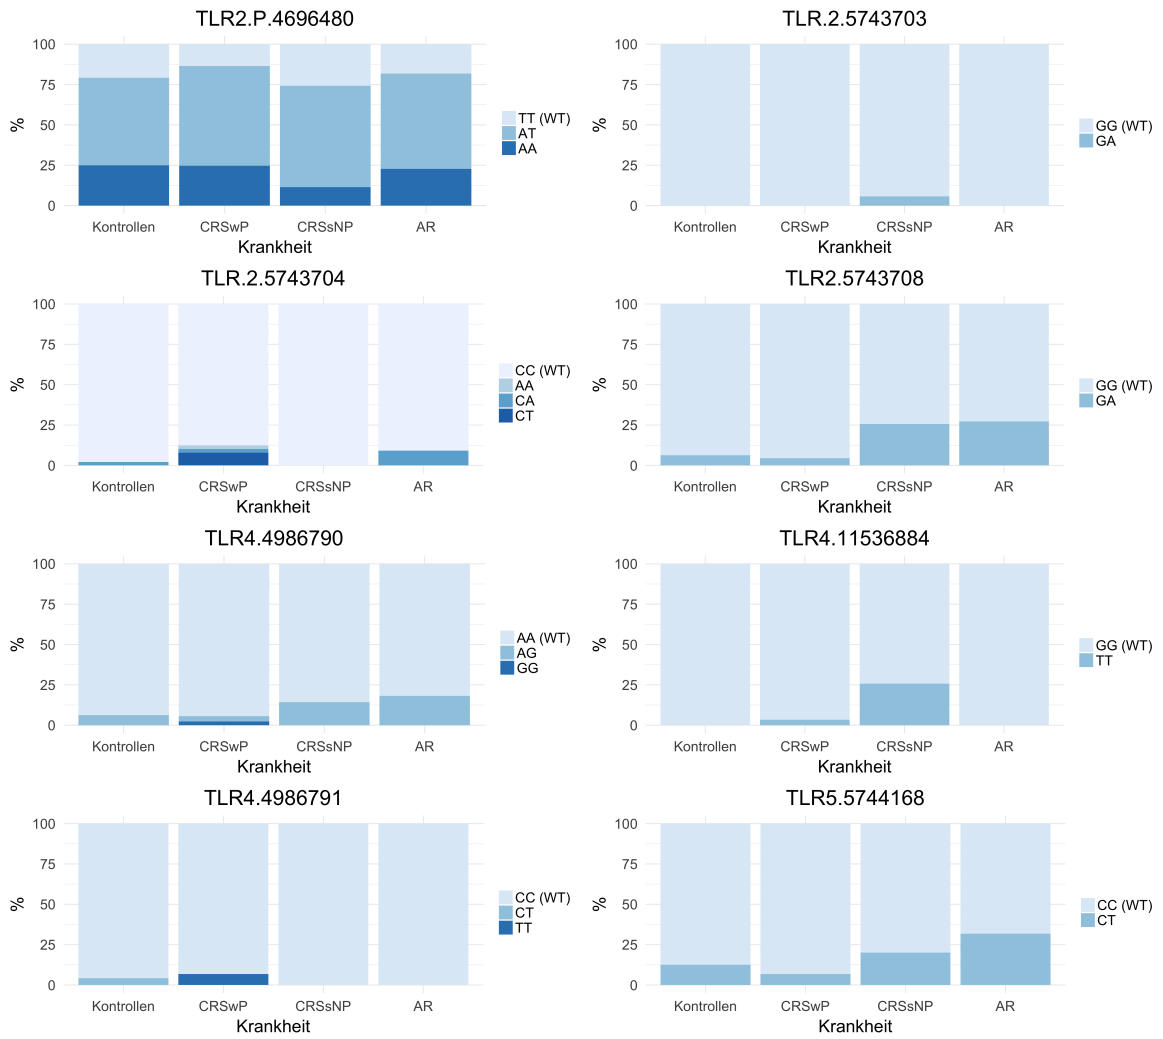 TLR2.P.4696480
100
75
50
25
0
%
Kontrollen CRSwP CRSsNP AR
Krankheit
TT (WT)
AT
AA
TLR.2.5743703
100
75
50
25
0
%
Kontrollen CRSwP CRSsNP AR
Krankheit
GG (WT)
GA
TLR.2.5743704
100
75
50
25
0
%
Kontrollen CRSwP CRSsNP AR
Krankheit
CC (WT)
AA
CA
CT
TLR2.5743708
100
75
50
25
0
%
Kontrollen CRSwP CRSsNP AR
Krankheit
GG (WT)
GA
TLR4.4986790
100
75
50
25
0
%
Kontrollen CRSwP CRSsNP AR
Krankheit
AA (WT)
AG
GG
TLR4.11536884
100
75
50
25
0
%
Kontrollen CRSwP CRSsNP AR
Krankheit
GG (WT)
TT
TLR4.4986791
100
75
50
25
0
%
Kontrollen CRSwP CRSsNP AR
Krankheit
CC (WT)
CT
TT
TLR5.5744168
100
75
50
25
0
%
Kontrollen CRSwP CRSsNP AR
Krankheit
CC (WT)
CT